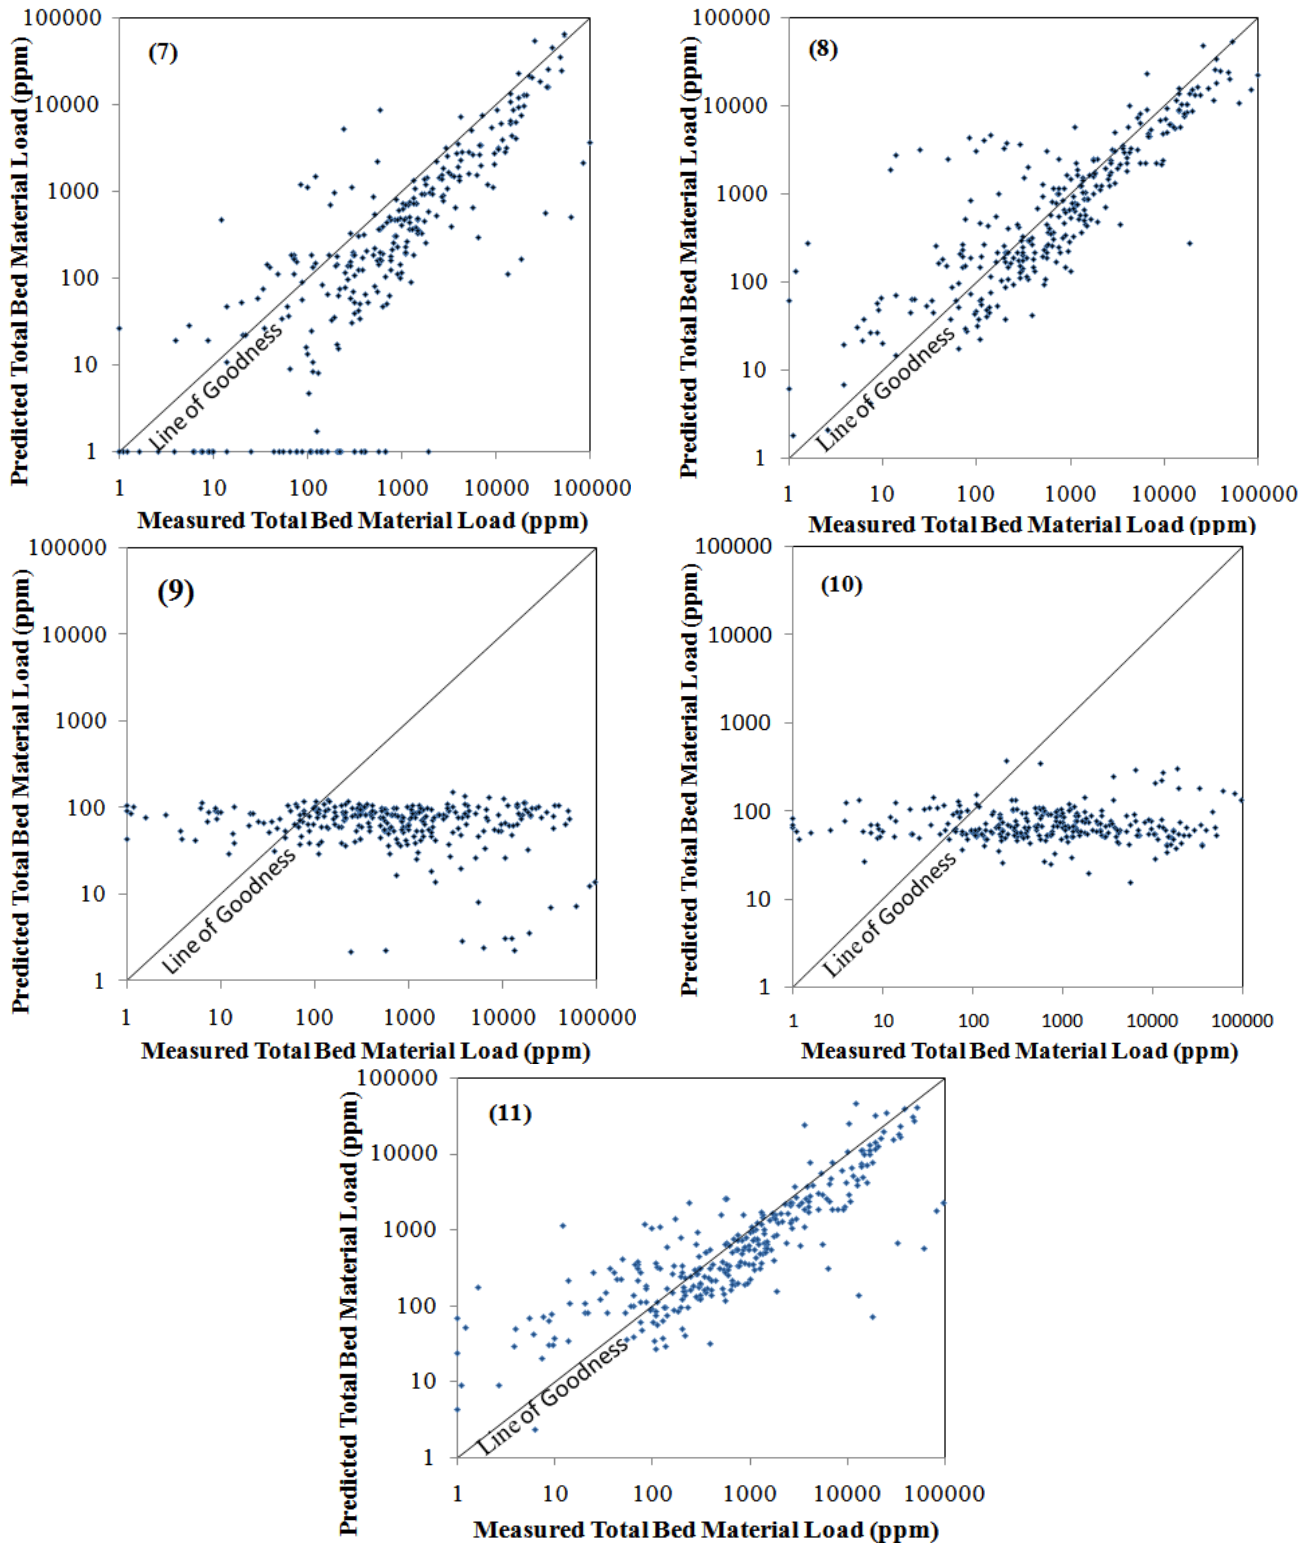 (7)
Predicted Total Bed Material Load (ppm)
100000
10000
1000
100
10
1
Line of Goodness
1 10 100 1000 10000 100000
Measured Total Bed Material Load (ppm)
(8)
Predicted Total Bed Material Load (ppm)
100000
10000
1000
100
10
1
Line of Goodness
1 10 100 1000 10000 100000
Measured Total Bed Material Load (ppm)
(9)
Predicted Total Bed Material Load (ppm)
100000
10000
1000
100
10
1
Line of Goodness
1 10 100 1000 10000 100000
Measured Total Bed Material Load (ppm)
(10)
Predicted Total Bed Material Load (ppm)
100000
10000
1000
100
10
1
Line of Goodness
1 10 100 1000 10000 100000
Measured Total Bed Material Load (ppm)
(11)
Predicted Total Bed Material Load (ppm)
100000
10000
1000
100
10
1
Line of Goodness
1 10 100 1000 10000 100000
Measured Total Bed Material Load (ppm)